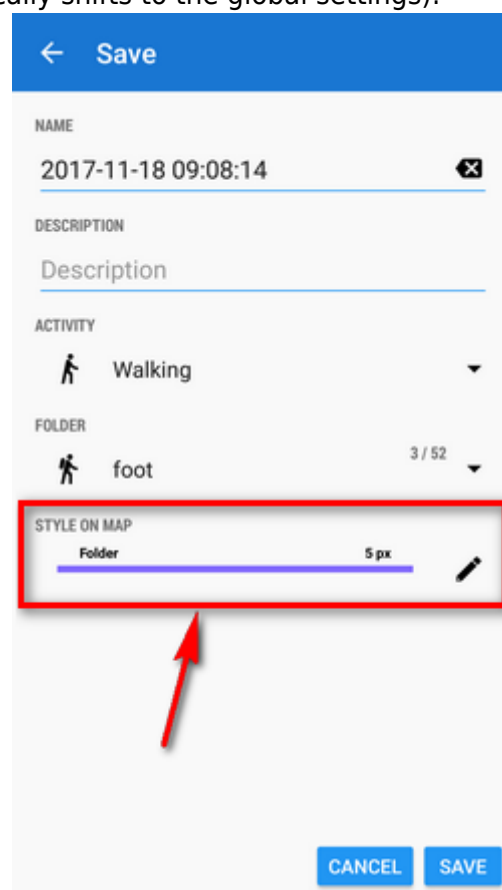 cally shifts to the global settings).
Save
NAME
2017-11-18 09:08:14
DESCRIPTION
Description
ACTIVITY
Walking
FOLDER
foot 3 / 52
STYLE ON MAP
Folder 5 px
CANCEL SAVE